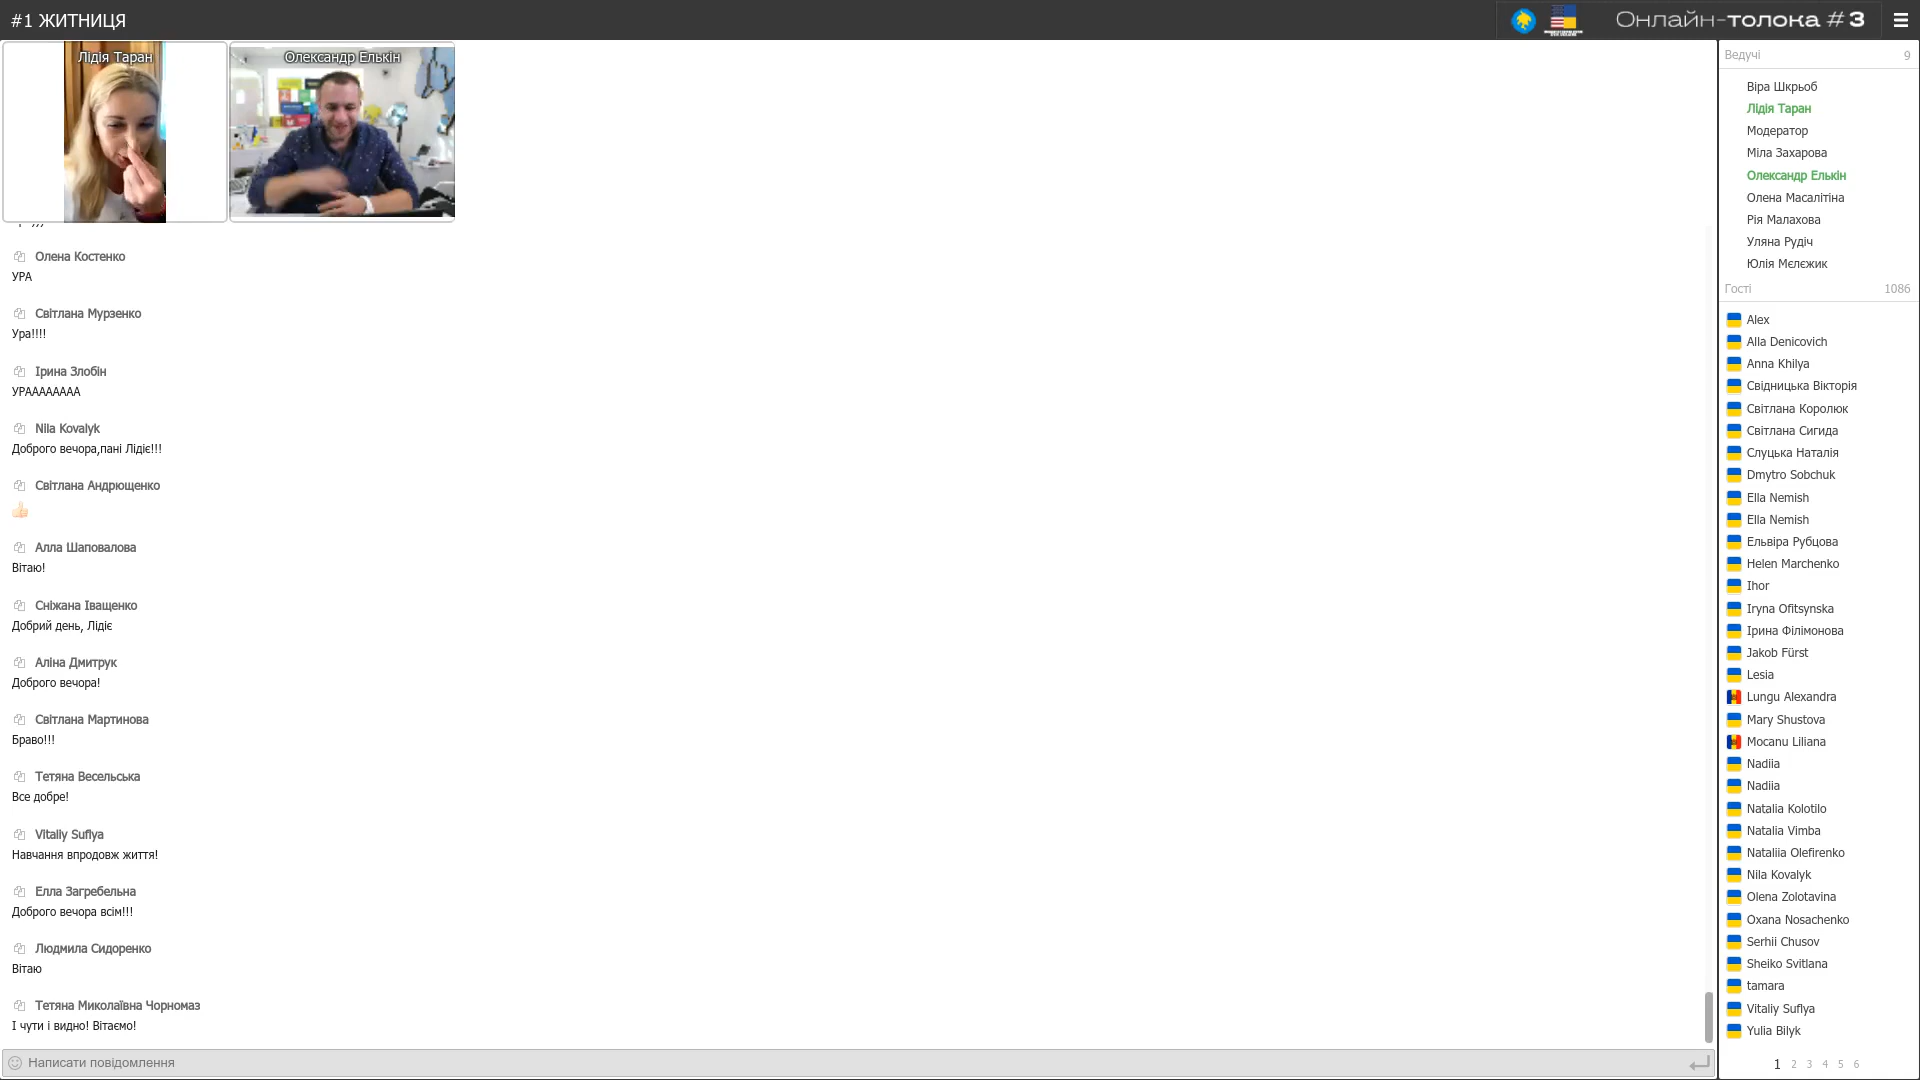 #1 ЖИТНИЦЯ
Онлайн-толока #3
Лідія Таран
Олександр Елькін
Олена Костенко
УРА
Світлана Мурзенко
Ура!!!!
Ірина Злобін
УРАААААААА
Nila Kovalyk
Доброго вечора,пані Лідіє!!!
Світлана Андрющенко
Алла Шаповалова
Вітаю!
Сніжана Іващенко
Добрий день, Лідіє
Аліна Дмитрук
Доброго вечора!
Світлана Мартинова
Браво!!!
Тетяна Весельська
Все добре!
Vitaliy Suflya
Навчання впродовж життя!
Елла Загребельна
Доброго вечора всім!!!
Людмила Сидоренко
Вітаю
Тетяна Миколаївна Чорномаз
І чути і видно! Вітаємо!
Написати повідомлення
Ведучі 9
Віра Шкрьоб
Лідія Таран
Модератор
Міла Захарова
Олександр Елькін
Олена Масалітіна
Рія Малахова
Уляна Рудіч
Юлія Мєлєжик
Гості 1086
Alex
Alla Denicovich
Anna Khilya
Свідницька Вікторія
Світлана Королюк
Світлана Сигида
Слуцька Наталія
Dmytro Sobchuk
Ella Nemish
Ella Nemish
Ельвіра Рубцова
Helen Marchenko
Ihor
Iryna Ofitsynska
Ірина Філімонова
Jakob Fürst
Lesia
Lungu Alexandra
Mary Shustova
Mocanu Liliana
Nadiia
Nadiia
Natalia Kolotilo
Natalia Vimba
Nataliia Olefirenko
Nila Kovalyk
Olena Zolotavina
Oxana Nosachenko
Serhii Chusov
Sheiko Svitlana
tamara
Vitaliy Suflya
Yulia Bilyk
1 2 3 4 5 6